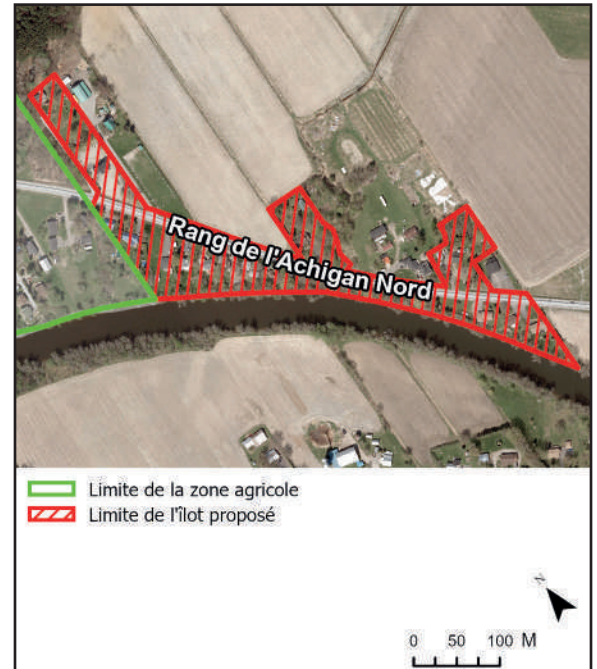 Rang de l'Achigan Nord
Limite de la zone agricole
Limite de l'îlot proposé
N
0 50 100 M